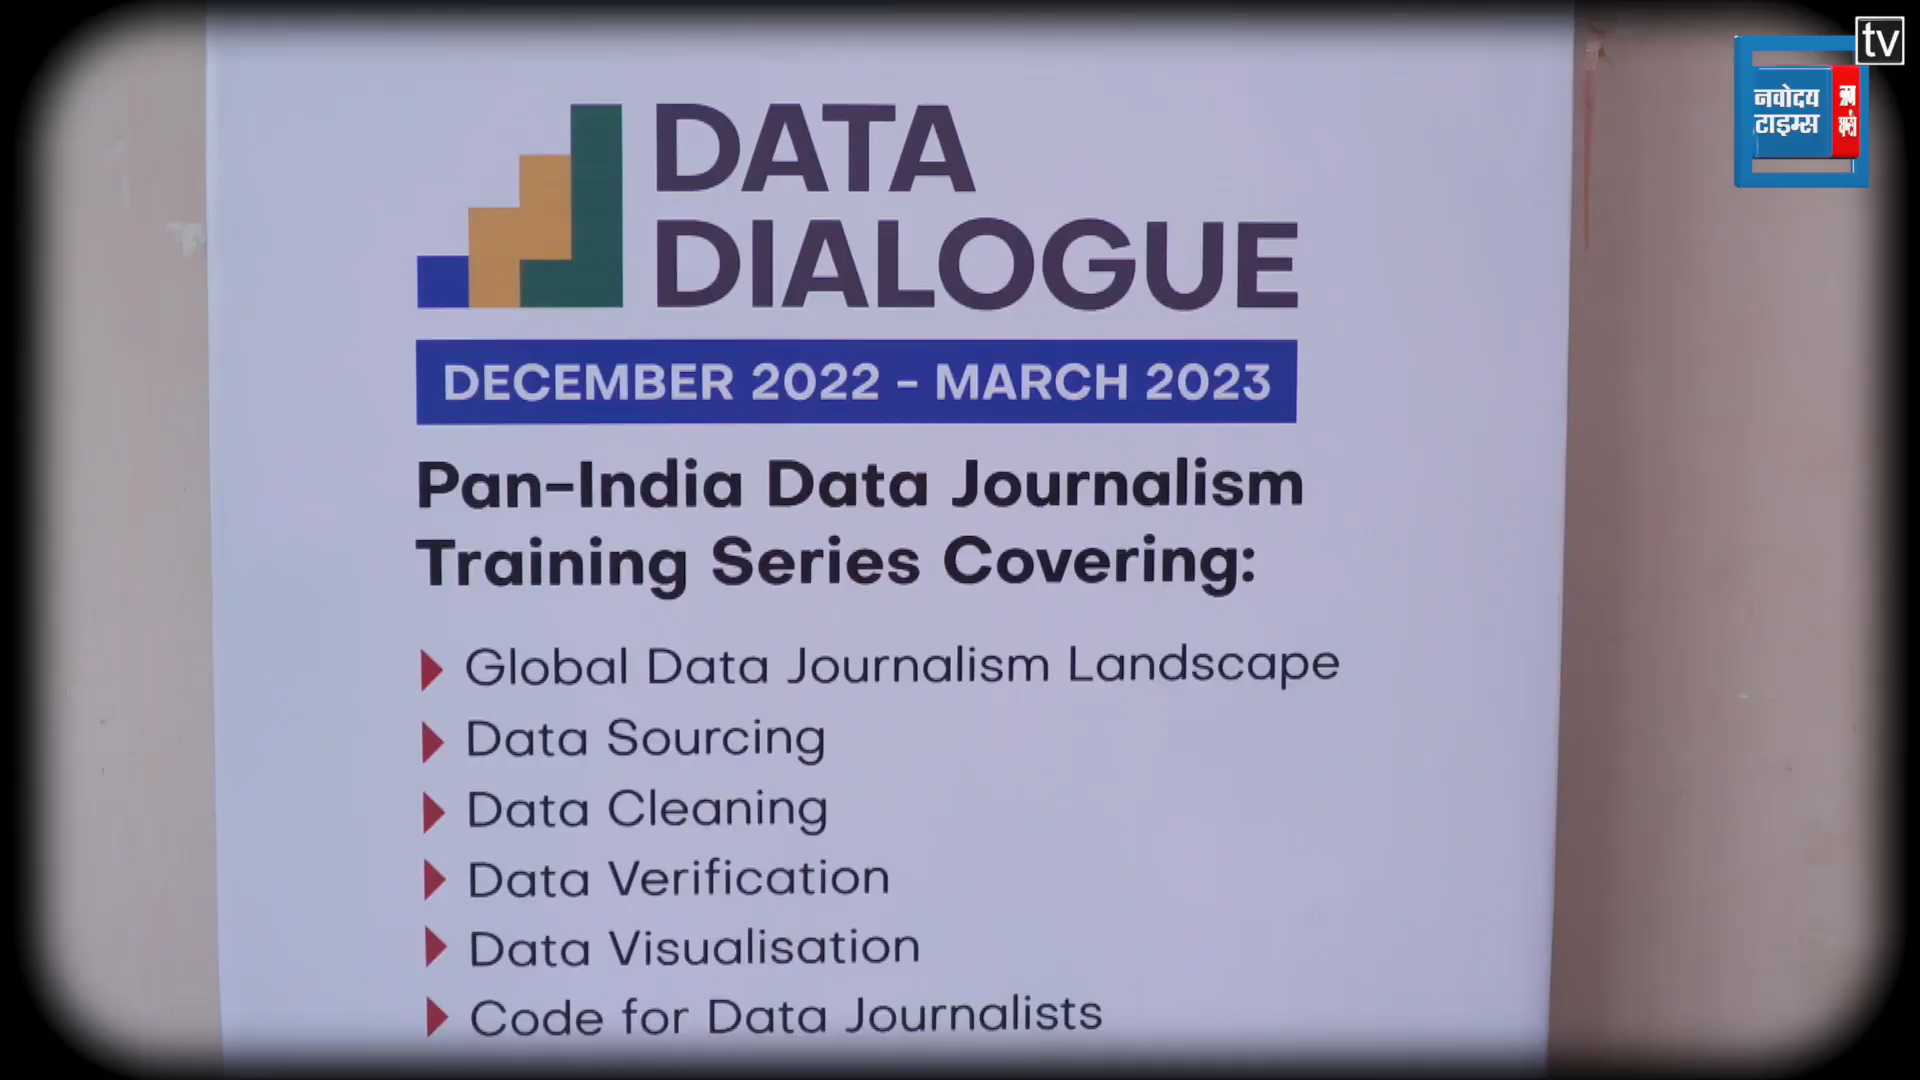 tv
नवोदय
टाइम्स
DATA
DIALOGUE
DECEMBER 2022 - MARCH 2023
Pan-India Data Journalism
Training Series Covering:
Global Data Journalism Landscape
Data Sourcing
Data Cleaning
Data Verification
Data Visualisation
Code for Data Journalists